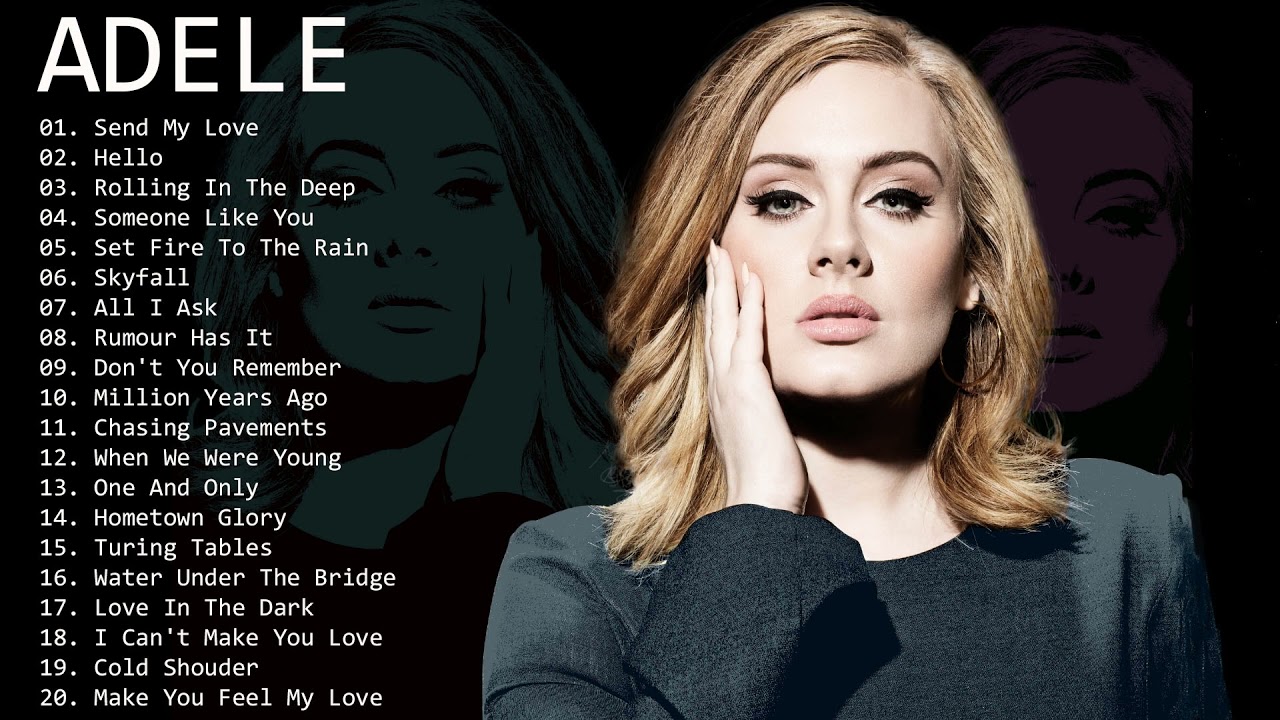 ADELE
01. Send My Love
02. Hello
03. Rolling In The Deep
04. Someone Like You
05. Set Fire To The Rain
06. Skyfall
07. All I Ask
08. Rumour Has It
09. Don't You Remember
10. Million Years Ago
11. Chasing Pavements
12. When We Were Young
13. One And Only
14. Hometown Glory
15. Turing Tables
16. Water Under The Bridge
17. Love In The Dark
18. I Can't Make You Love
19. Cold Shouder
20. Make You Feel My Love